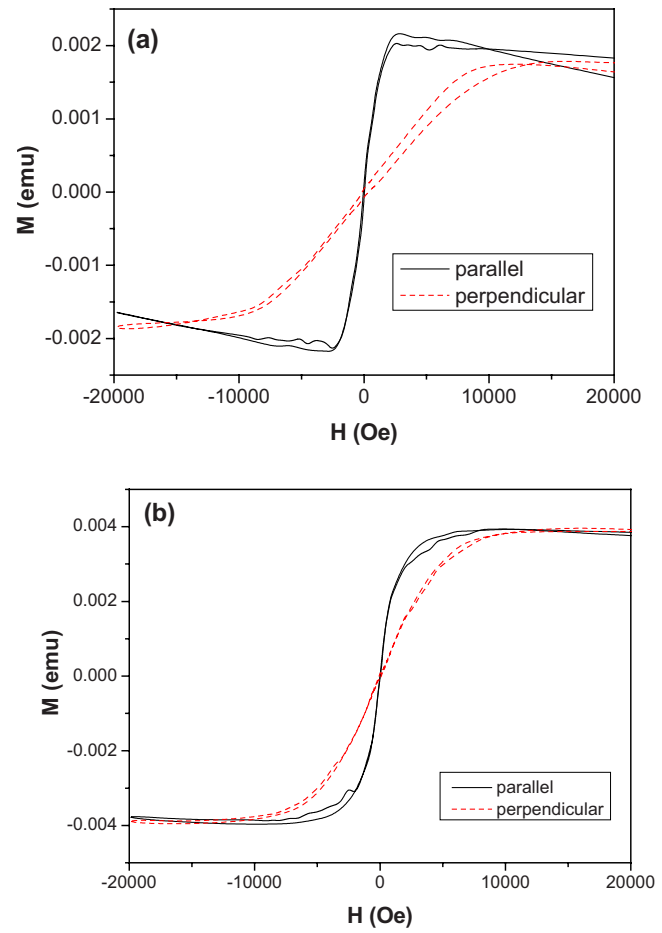 (a)
M (emu)
0.002
0.001
0.000
-0.001
-0.002
parallel
perpendicular
-20000 -10000 0 10000 20000
H (Oe)
(b)
M (emu)
0.004
0.002
0.000
-0.002
-0.004
parallel
perpendicular
-20000 -10000 0 10000 20000
H (Oe)